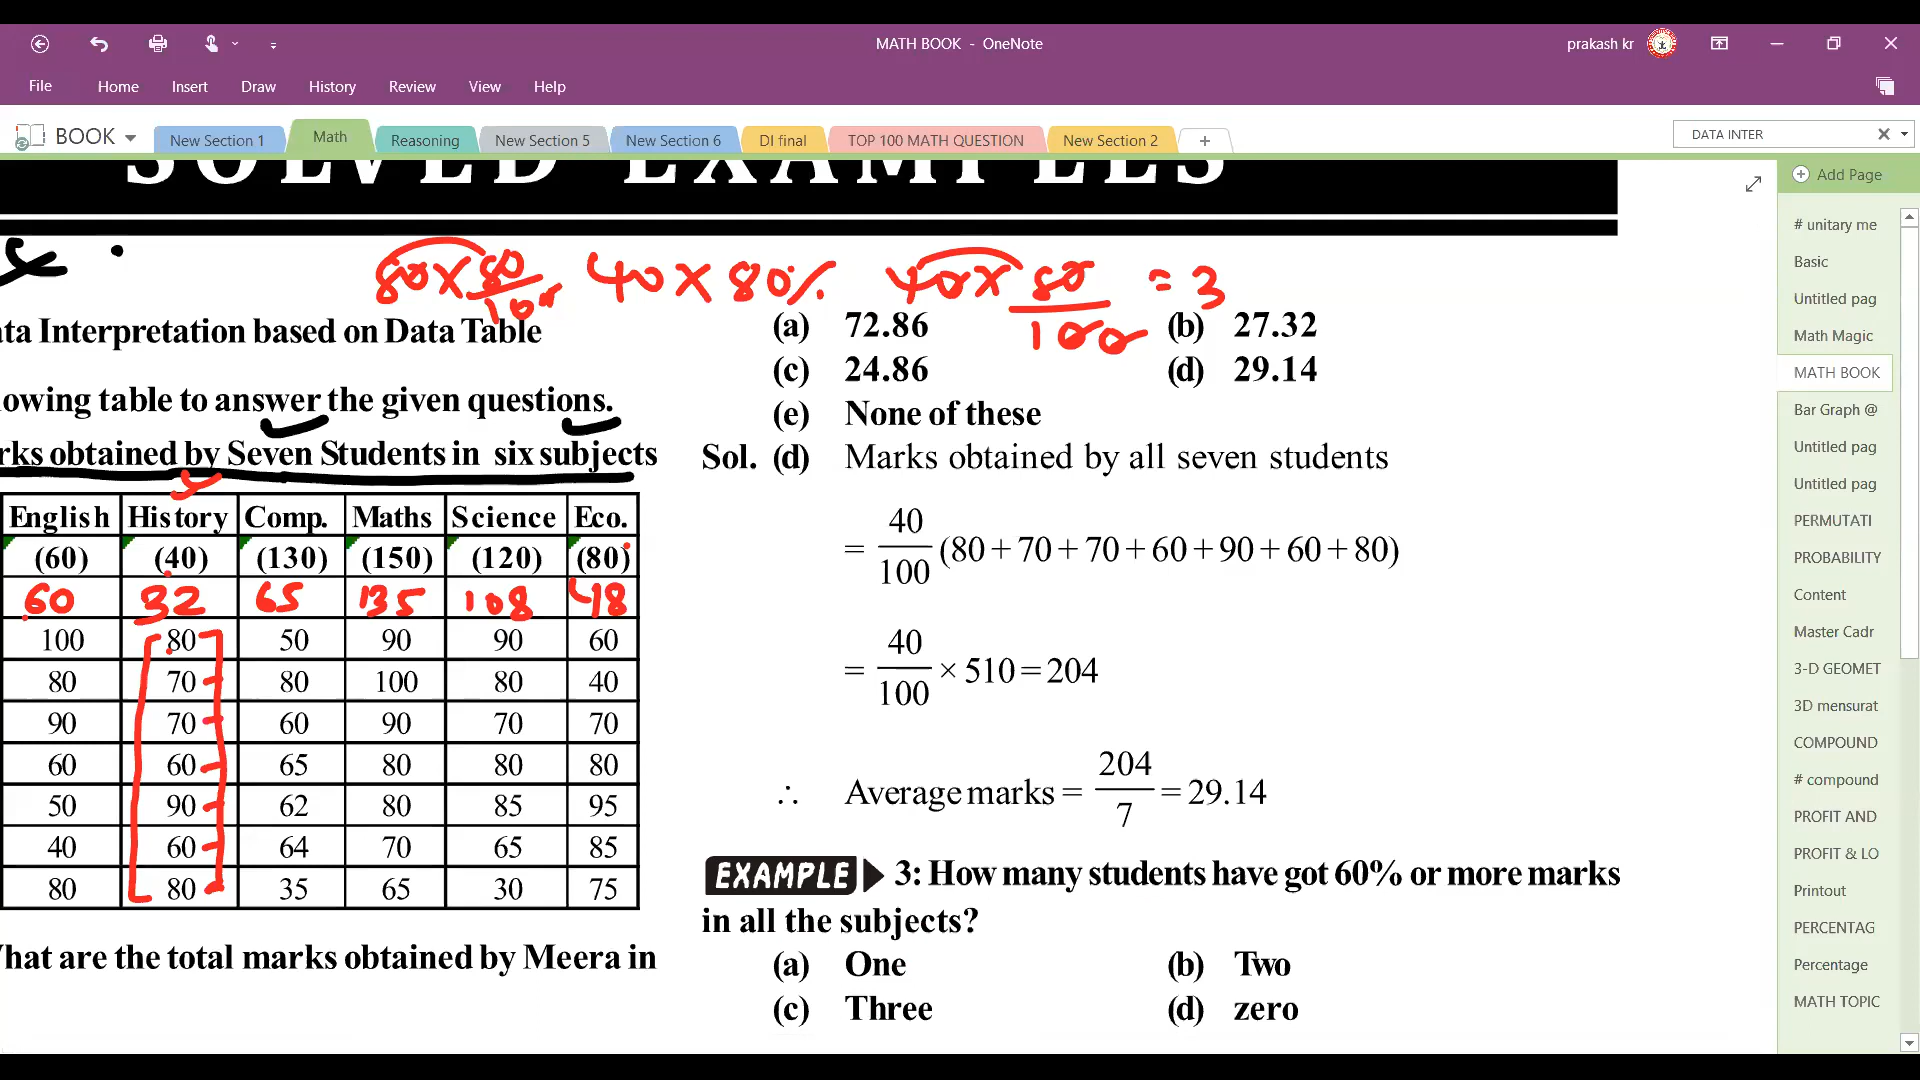 MATH BOOK - OneNote
prakash kr
File Home Insert Draw History Review View Help
BOOK New Section 1 Math Reasoning New Section 5 New Section 6 DI final TOP 100 MATH QUESTION New Section 2 + DATA INTER
SOLVED EXAMPLES
80 × 80/100 40 × 80% 40 × 80/100 = 3
ata Interpretation based on Data Table
lowing table to answer the given questions.
rks obtained by Seven Students in six subjects
English History Comp. Maths Science Eco.
(60) (40) (130) (150) (120) (80)
60 32 65 135 108 48
100 80 50 90 90 60
80 70 80 100 80 40
90 70 60 90 70 70
60 60 65 80 80 80
50 90 62 80 85 95
40 60 64 70 65 85
80 80 35 65 30 75
hat are the total marks obtained by Meera in
(a) 72.86 (b) 27.32
(c) 24.86 (d) 29.14
(e) None of these
Sol. (d) Marks obtained by all seven students
= 40/100 (80 + 70 + 70 + 60 + 90 + 60 + 80)
= 40/100 × 510 = 204
∴ Average marks = 204/7 = 29.14
EXAMPLE 3: How many students have got 60% or more marks
in all the subjects?
(a) One (b) Two
(c) Three (d) zero
Add Page
# unitary me
Basic
Untitled pag
Math Magic
MATH BOOK
Bar Graph @
Untitled pag
Untitled pag
PERMUTATI
PROBABILITY
Content
Master Cadr
3-D GEOMET
3D mensurat
COMPOUND
# compound
PROFIT AND
PROFIT & LO
Printout
PERCENTAG
Percentage
MATH TOPIC